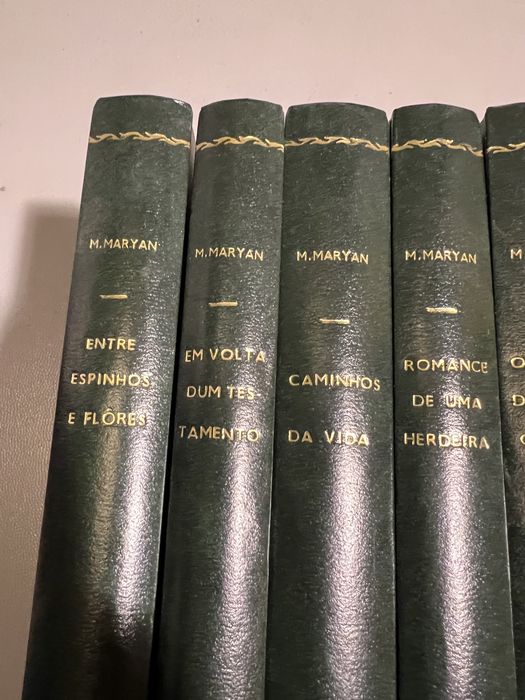 M.MARYAN
ENTRE
ESPINHOS
E FLÔRES
M.MARYAN
EM VOLTA
DUM TES-
TAMENTO
M.MARYAN
CAMINHOS
DA VIDA
M.MARYAN
ROMANCE
DE UMA
HERDEIRA